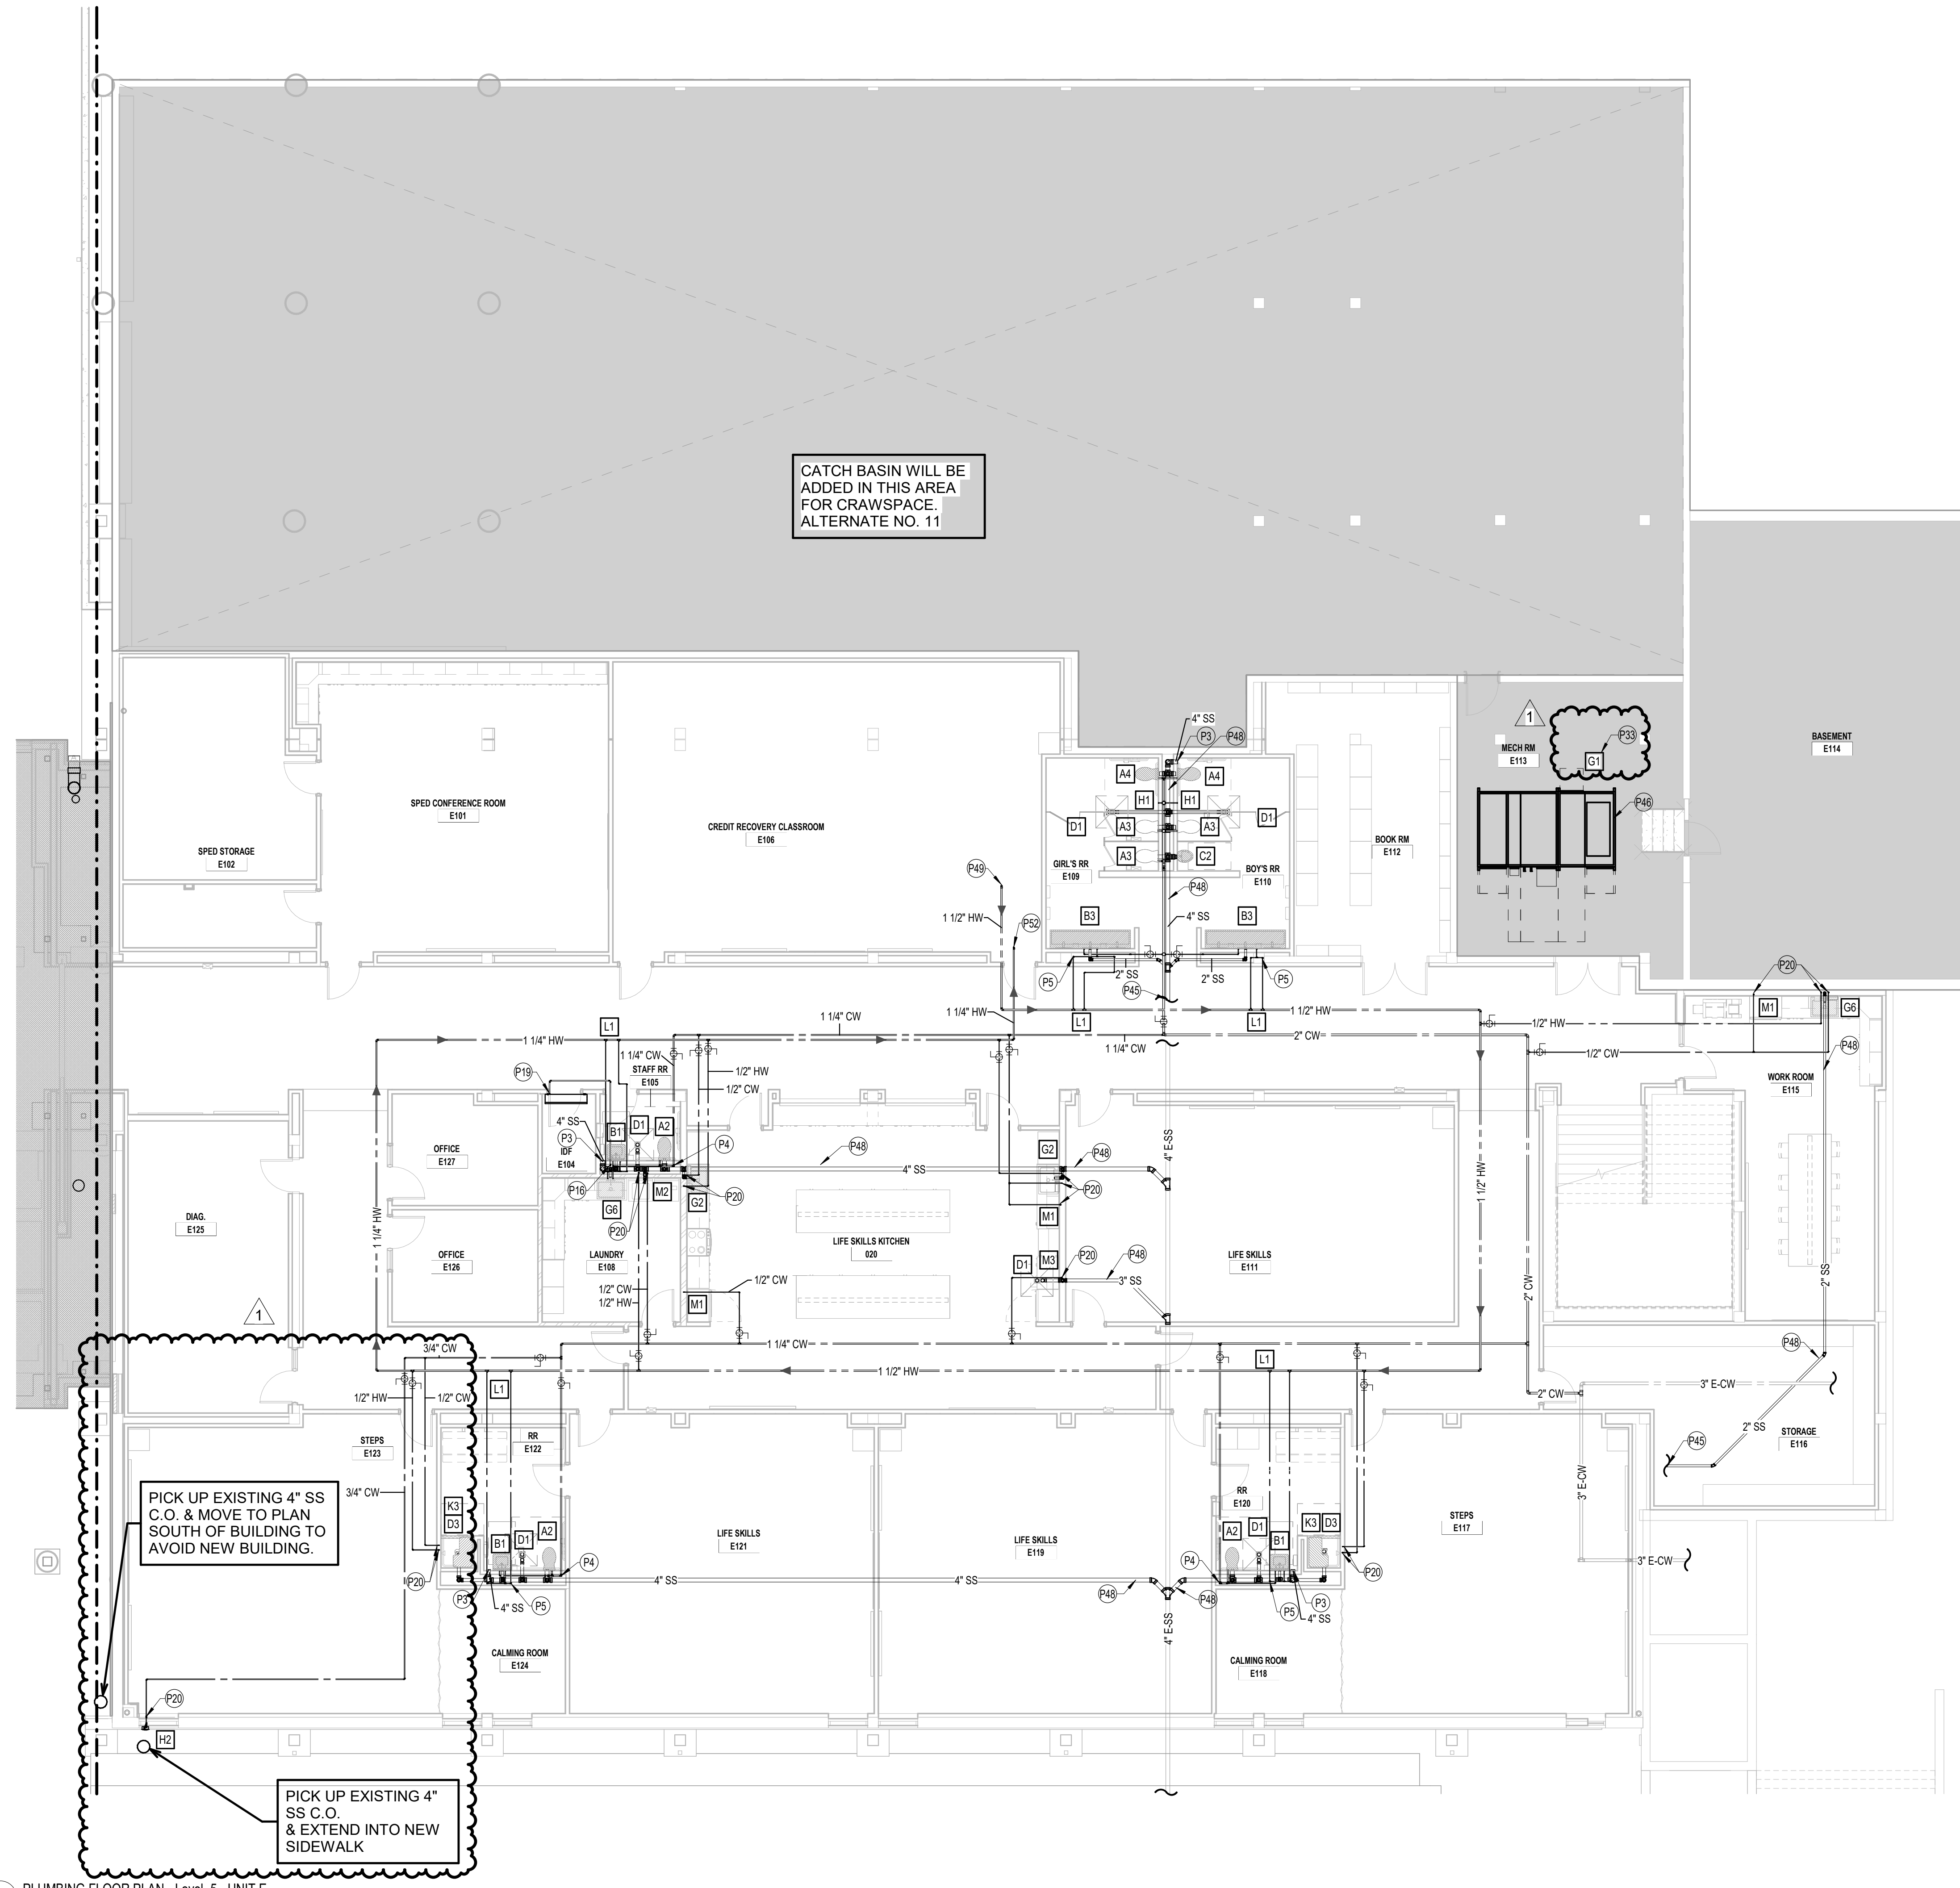 CATCH BASIN WILL BE
ADDED IN THIS AREA
FOR CRAWSPACE.
ALTERNATE NO. 11
4" SS
P3
P48
1
P33
G1
MECH RM
E113
BASEMENT
E114
A4
A4
H1
H1
P46
SPED CONFERENCE ROOM
E101
D1
A3
A3
D1
CREDIT RECOVERY CLASSROOM
E106
BOOK RM
E112
SPED STORAGE
E102
A3
C2
GIRL'S RR
E109
BOY'S RR
E110
P49
P48
1 1/2" HW
P52
B3
4" SS
B3
P5
2" SS
2" SS
P5
P45
P20
1 1/4" HW
L1
L1
1 1/2" HW
1/2" HW
M1
G6
1 1/4" CW
L1
2" CW
1 1/4" HW
1 1/4" CW
1 1/4" CW
1/2" CW
P48
STAFF RR
E105
1/2" HW
1/2" CW
P19
WORK ROOM
E115
4" SS
P3
IDF
E104
B1
D1
A2
P4
P48
G2
P48
4" E-SS
OFFICE
E127
4" SS
P16
G6
M2
G2
P20
P20
P20
M1
1 1/2" HW
DIAG.
E125
1 1/4" HW
OFFICE
E126
LAUNDRY
E108
LIFE SKILLS KITCHEN
020
LIFE SKILLS
E111
D1
M3
P20
P48
3" SS
1/2" CW
1/2" CW
1/2" HW
M1
2" CW
2" SS
1
1 1/4" CW
3/4" CW
P48
L1
1 1/2" HW
L1
1/2" HW
1/2" CW
2" CW
3" E-CW
STEPS
E123
RR
E122
2" SS
P45
STORAGE
E116
3/4" CW
3" E-CW
PICK UP EXISTING 4" SS
C.O. & MOVE TO PLAN
SOUTH OF BUILDING TO
AVOID NEW BUILDING.
K3
D3
B1
D1
A2
LIFE SKILLS
E121
LIFE SKILLS
E119
RR
E120
A2
D1
B1
K3
D3
STEPS
E117
P4
P4
P20
3" E-CW
P20
P3
4" SS
P5
4" SS
4" SS
P48
P48
P5
P3
4" SS
4" E-SS
CALMING ROOM
E124
CALMING ROOM
E118
P20
H2
PICK UP EXISTING 4"
SS C.O.
& EXTEND INTO NEW
SIDEWALK
PLUMBING FLOOR PLAN - Level .5 - UNIT E